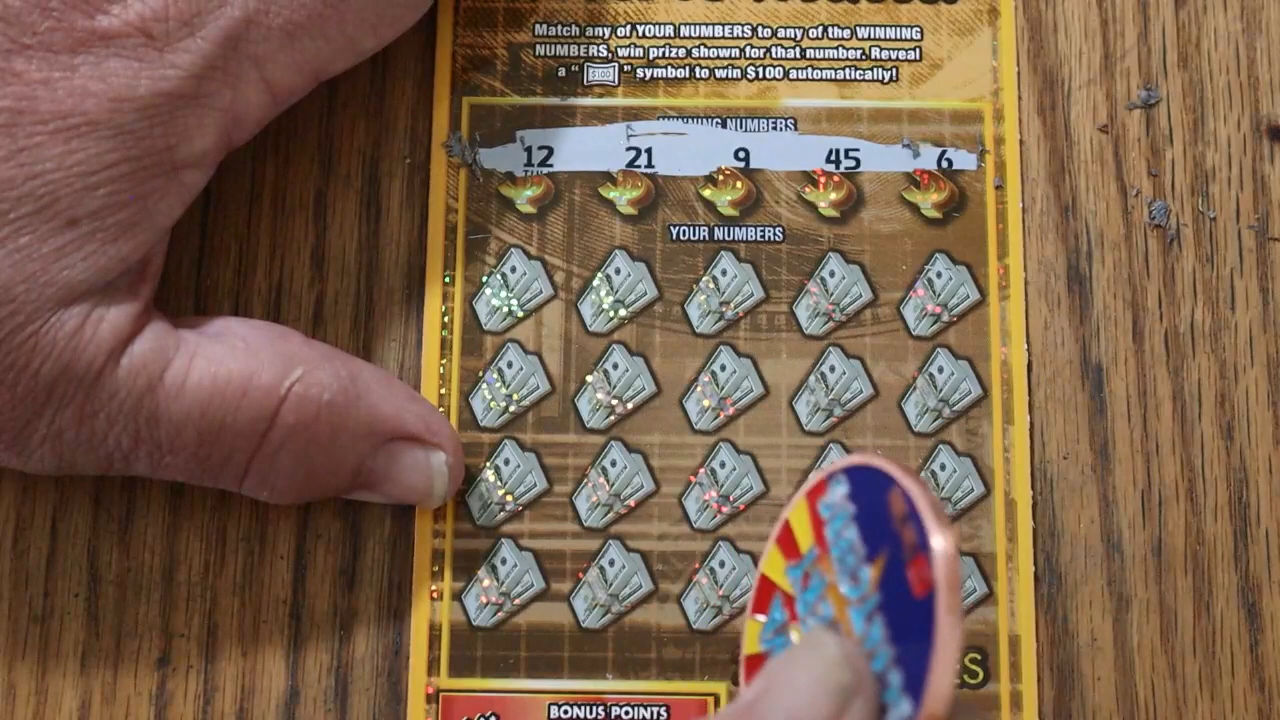 Match any of YOUR NUMBERS to any of the WINNING
NUMBERS, win prize shown for that number. Reveal
a " $100 " symbol to win $100 automatically!
WINNING NUMBERS
12 21 9 45 6
YOUR NUMBERS
BONUS POINTS